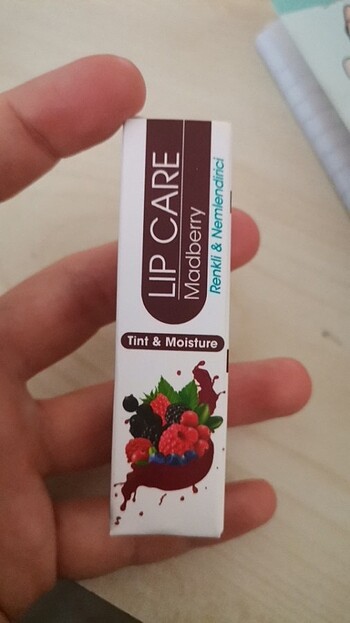 LIP CARE
Madberry
Renkli & Nemlendirici
Tint & Moisture